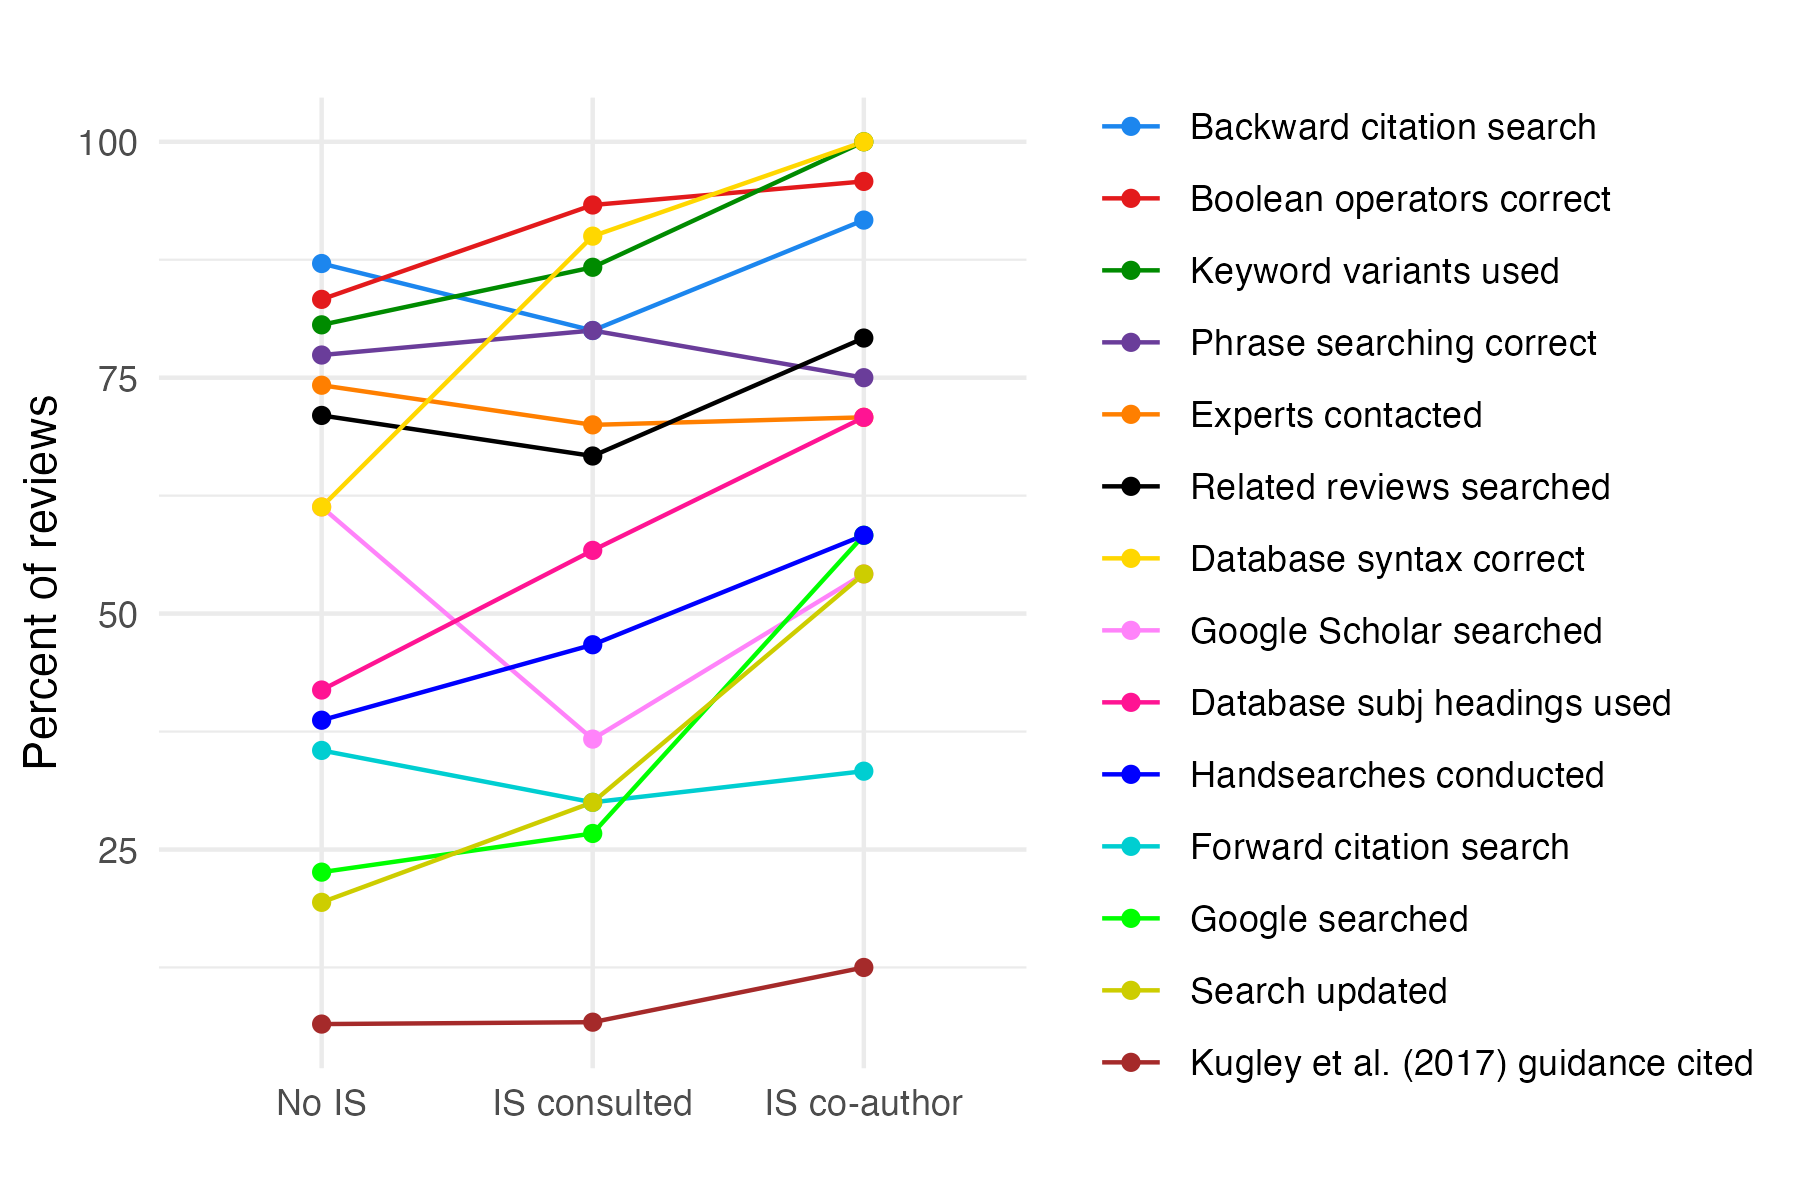 Percent of reviews
100
75
50
25
No IS
IS consulted
IS co-author
Backward citation search
Boolean operators correct
Keyword variants used
Phrase searching correct
Experts contacted
Related reviews searched
Database syntax correct
Google Scholar searched
Database subj headings used
Handsearches conducted
Forward citation search
Google searched
Search updated
Kugley et al. (2017) guidance cited